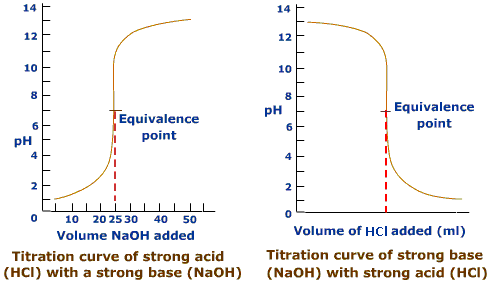 14
12
10
8
6
4
2
0
pH
Equivalence
point
10 20 25 30 40 50
Volume NaOH added
Titration curve of strong acid
(HCl) with a strong base (NaOH)
14
12
10
8
6
4
2
0
pH
Equivalence
point
Volume of HCl added (ml)
Titration curve of strong base
(NaOH) with strong acid (HCl)